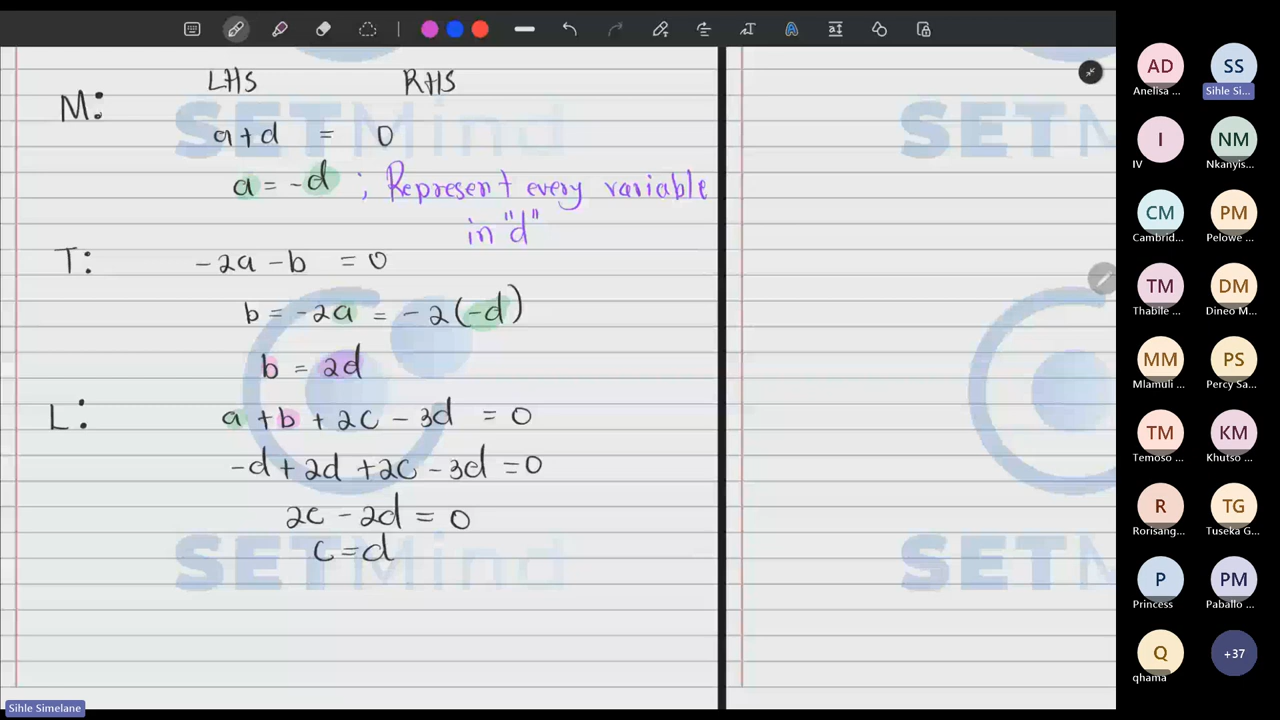 LHS RHS
M:
a + d = 0
a = -d ; Represent every variable
in "d"
T: -2a - b = 0
b = -2a = -2(-d)
b = 2d
L: a + b + 2c - 3d = 0
-d + 2d + 2c - 3d = 0
2c - 2d = 0
c = d
SETMind
SETM
SETMind
SETM
AD
Anelisa ...
SS
Sihle Si...
I
IV
NM
Nkanyis...
CM
Cambrid...
PM
Pelowe ...
TM
Thabile ...
DM
Dineo M...
MM
Mlamuli ...
PS
Percy Sa...
TM
Temoso ...
KM
Khutso ...
R
Rorisang...
TG
Tuseka G...
P
Princess
PM
Paballo ...
Q
qhama
+37
Sihle Simelane